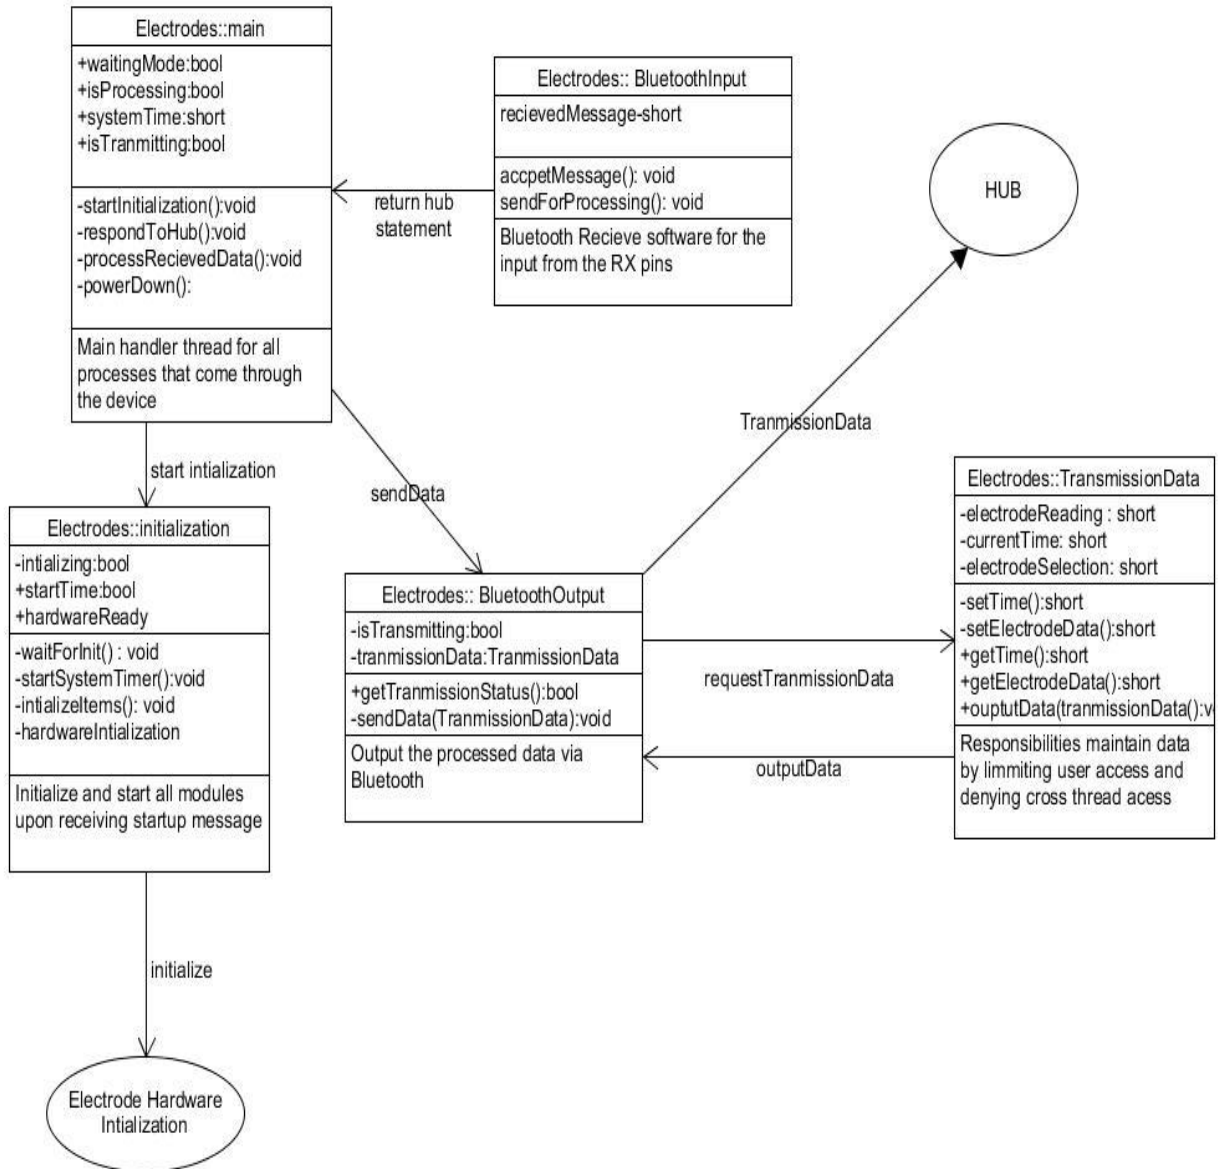 Electrodes::main
+waitingMode:bool
+isProcessing:bool
+systemTime:short
+isTranmitting:bool
-startInitialization():void
-respondToHub():void
-processRecievedData():void
-powerDown():
Main handler thread for all
processes that come through
the device
Electrodes:: BluetoothInput
recievedMessage-short
accpetMessage(): void
sendForProcessing(): void
Bluetooth Recieve software for the
input from the RX pins
return hub
statement
HUB
TranmissionData
start intialization
sendData
Electrodes::initialization
-intializing:bool
+startTime:bool
+hardwareReady
-waitForInit() : void
-startSystemTimer():void
-intializeItems(): void
-hardwareIntialization
Initialize and start all modules
upon receiving startup message
Electrodes:: BluetoothOutput
-isTransmitting:bool
-tranmissionData:TranmissionData
+getTranmissionStatus():bool
-sendData(TranmissionData):void
Output the processed data via
Bluetooth
requestTranmissionData
outputData
Electrodes::TransmissionData
-electrodeReading : short
-currentTime: short
-electrodeSelection: short
-setTime():short
-setElectrodeData():short
+getTime():short
+getElectrodeData():short
+ouptutData(tranmissionData():v
Responsibilities maintain data
by limmiting user access and
denying cross thread acess
initialize
Electrode Hardware
Intialization